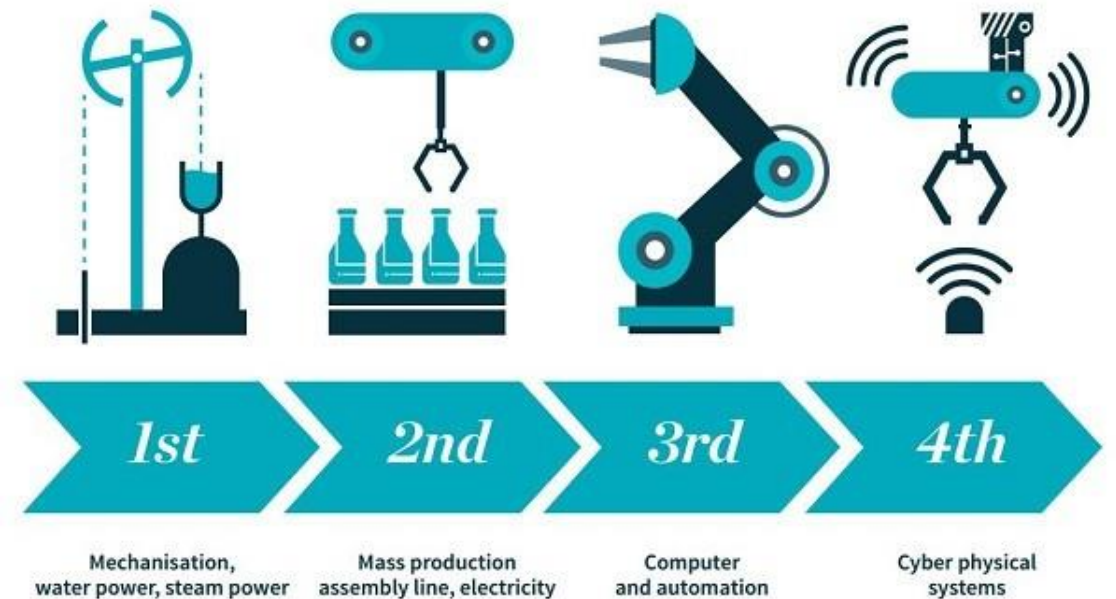 1st
2nd
3rd
4th
Mechanisation,
water power, steam power
Mass production
assembly line, electricity
Computer
and automation
Cyber physical
systems